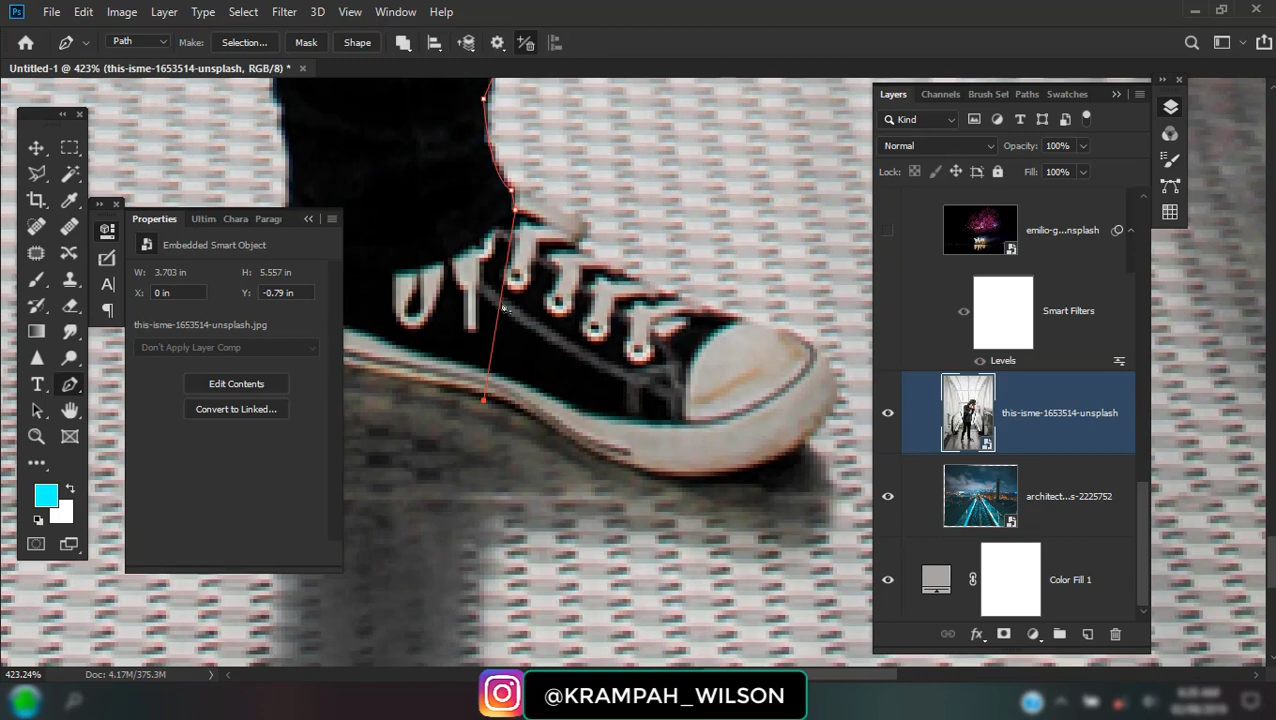 Ps File Edit Image Layer Type Select Filter 3D View Window Help
Path Make: Selection... Mask Shape
Untitled-1 @ 423% (this-isme-1653514-unsplash, RGB/8) *
Layers Channels Brush Set Paths Swatches
Kind
Normal Opacity: 100%
Lock: Fill: 100%
emilio-g...nsplash
Smart Filters
Levels
this-isme-1653514-unsplash
architect...s-2225752
Color Fill 1
Properties Ultim Chara Paragı
Embedded Smart Object
W: 3.703 in H: 5.557 in
X: 0 in Y: -0.79 in
this-isme-1653514-unsplash.jpg
Don't Apply Layer Comp
Edit Contents
Convert to Linked...
423.24% Doc: 4.17M/375.3M
@KRAMPAH_WILSON